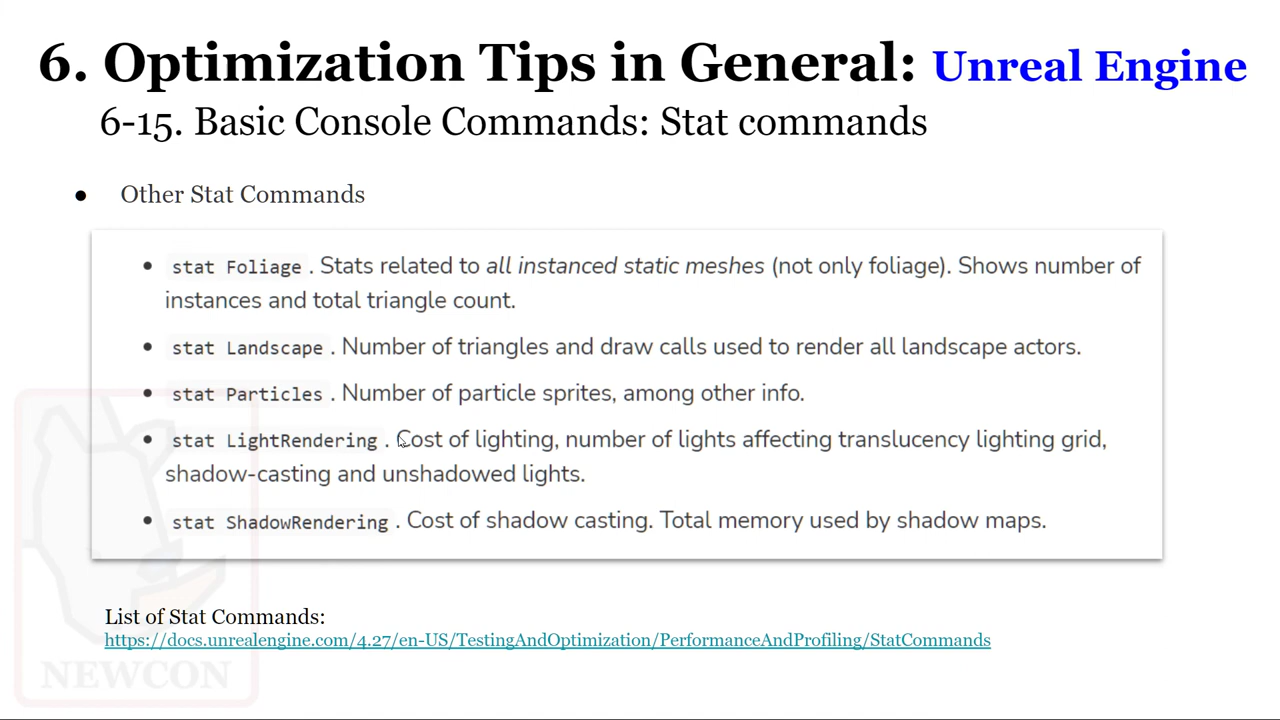 6. Optimization Tips in General: Unreal Engine
6-15. Basic Console Commands: Stat commands
● Other Stat Commands
• stat Foliage . Stats related to all instanced static meshes (not only foliage). Shows number of
instances and total triangle count.
• stat Landscape . Number of triangles and draw calls used to render all landscape actors.
• stat Particles . Number of particle sprites, among other info.
• stat LightRendering . Cost of lighting, number of lights affecting translucency lighting grid,
shadow-casting and unshadowed lights.
• stat ShadowRendering . Cost of shadow casting. Total memory used by shadow maps.
List of Stat Commands:
https://docs.unrealengine.com/4.27/en-US/TestingAndOptimization/PerformanceAndProfiling/StatCommands
NEWCON